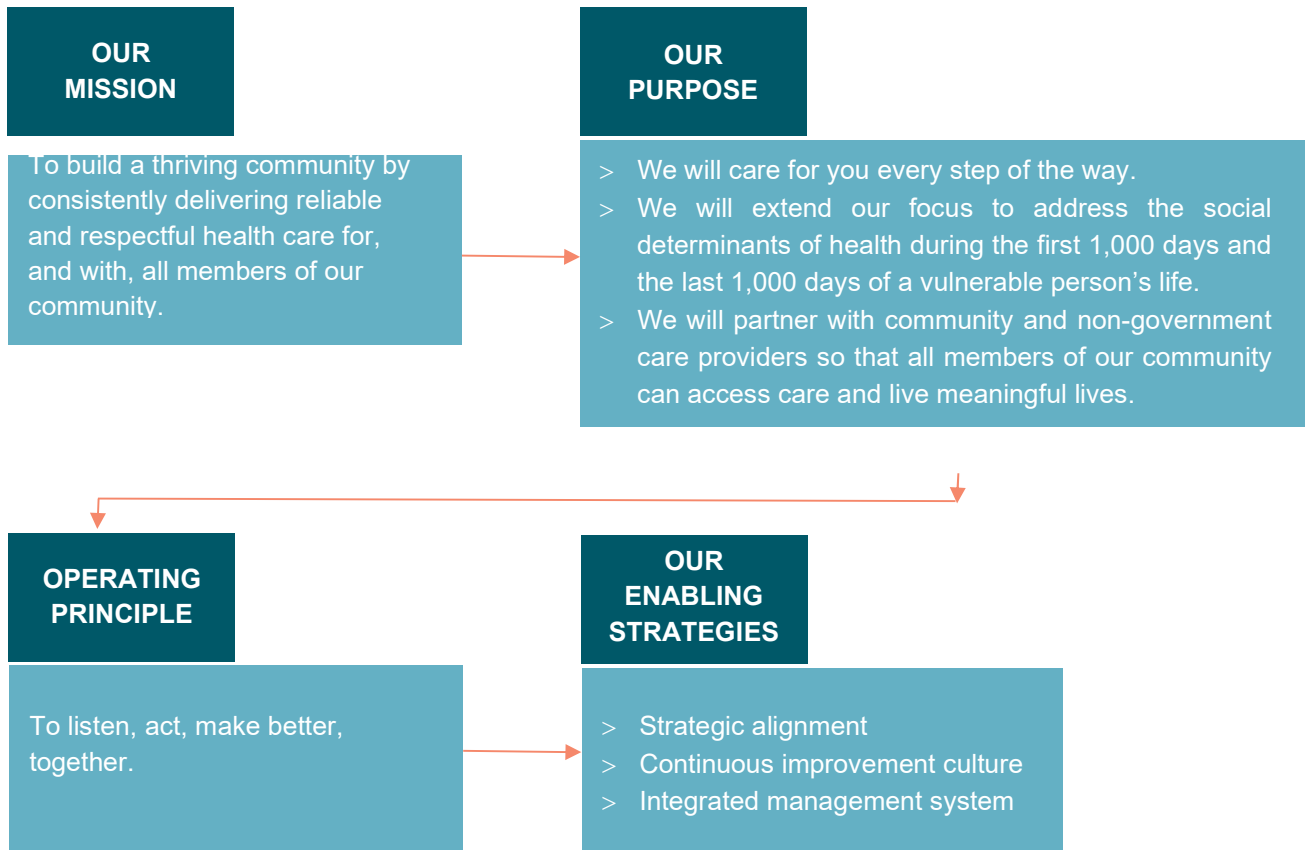 OUR
MISSION
To build a thriving community by
consistently delivering reliable
and respectful health care for,
and with, all members of our
community.
OUR
PURPOSE
> We will care for you every step of the way.
> We will extend our focus to address the social
determinants of health during the first 1,000 days and
the last 1,000 days of a vulnerable person’s life.
> We will partner with community and non-government
care providers so that all members of our community
can access care and live meaningful lives.
OPERATING
PRINCIPLE
To listen, act, make better,
together.
OUR
ENABLING
STRATEGIES
> Strategic alignment
> Continuous improvement culture
> Integrated management system